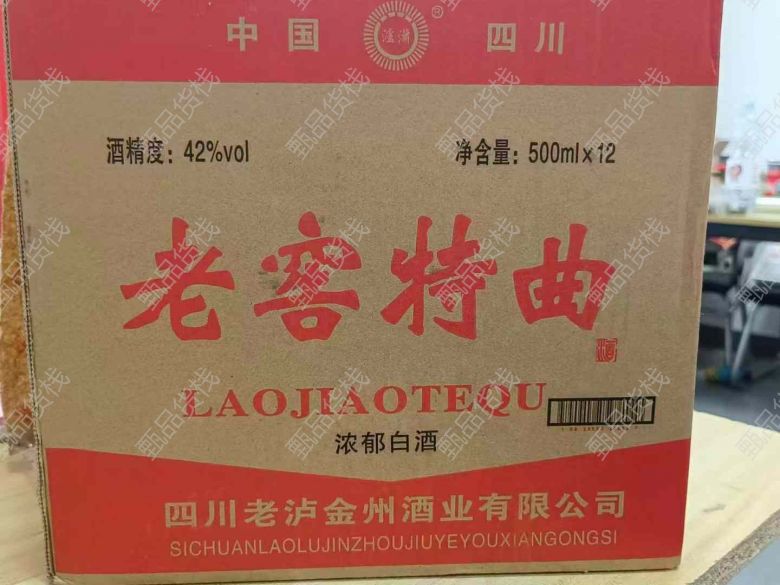 中国 瀘瀟 ® 四川
酒精度：42%vol 净含量：500ml×12
老窖特曲
LAOJIAOTEQU
浓郁白酒
四川老泸金州酒业有限公司
SICHUANLAOLUJINZHOUJIUYEYOUXIANGONGSI
甄品货栈